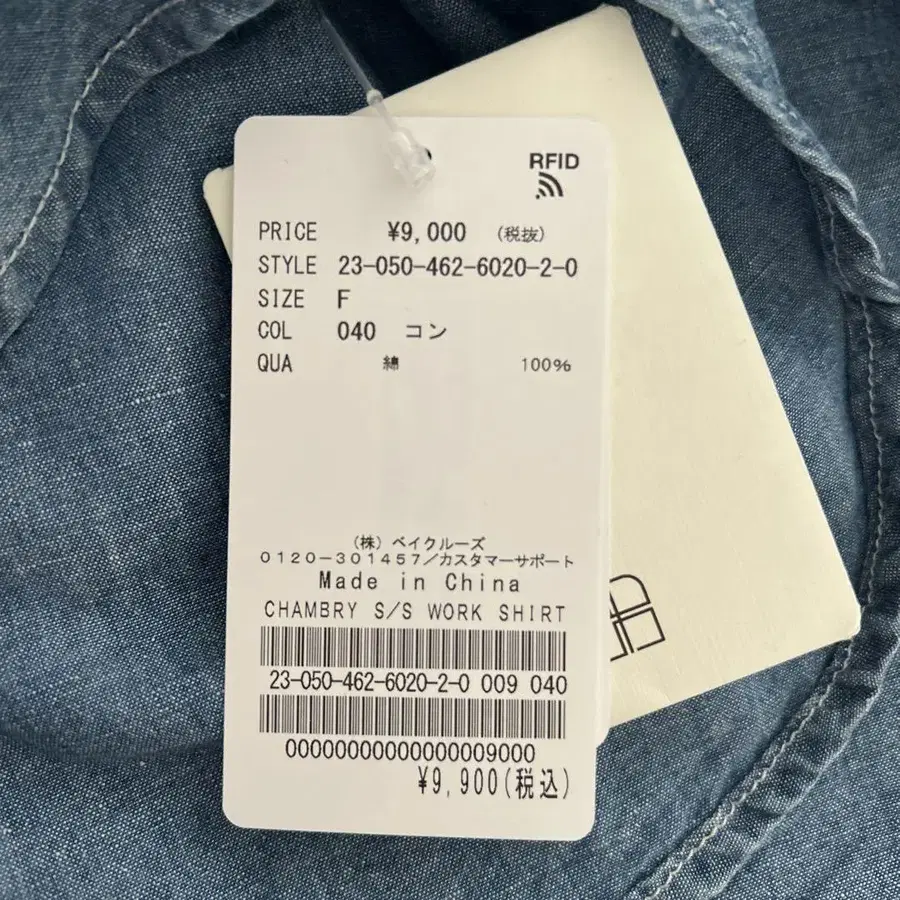 RFID
PRICE ¥9,000 (税抜)
STYLE 23-050-462-6020-2-0
SIZE F
COL 040 コン
QUA 綿 100%
(株) ベイクルーズ
0120-301457/カスタマーサポート
Made in China
CHAMBRY S/S WORK SHIRT
23-050-462-6020-2-0 009 040
00000000000000009000
¥9,900(税込)